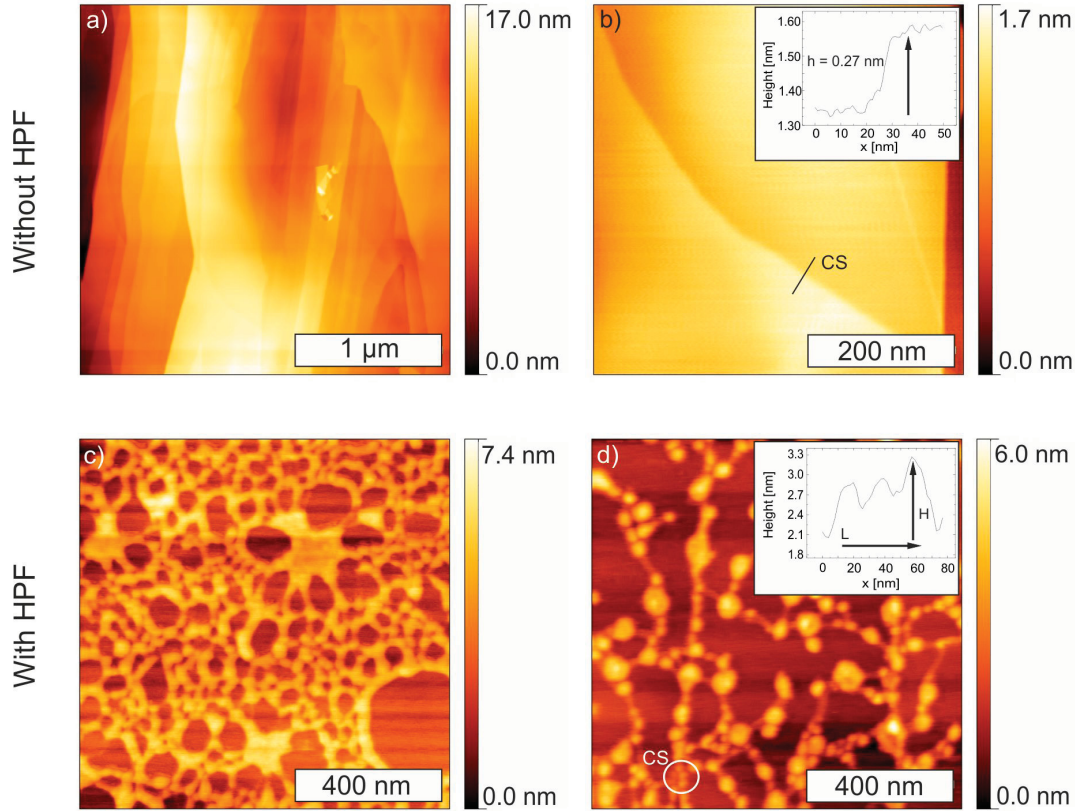 Without HPF
a)
17.0 nm
0.0 nm
1 µm
b)
1.7 nm
0.0 nm
200 nm
CS
Height [nm]
1.60
1.50
1.40
1.30
h = 0.27 nm
0 10 20 30 40 50
x [nm]
With HPF
c)
7.4 nm
0.0 nm
400 nm
d)
6.0 nm
0.0 nm
400 nm
CS
Height [nm]
3.3
3.0
2.7
2.4
2.1
1.8
L
H
0 20 40 60 80
x [nm]